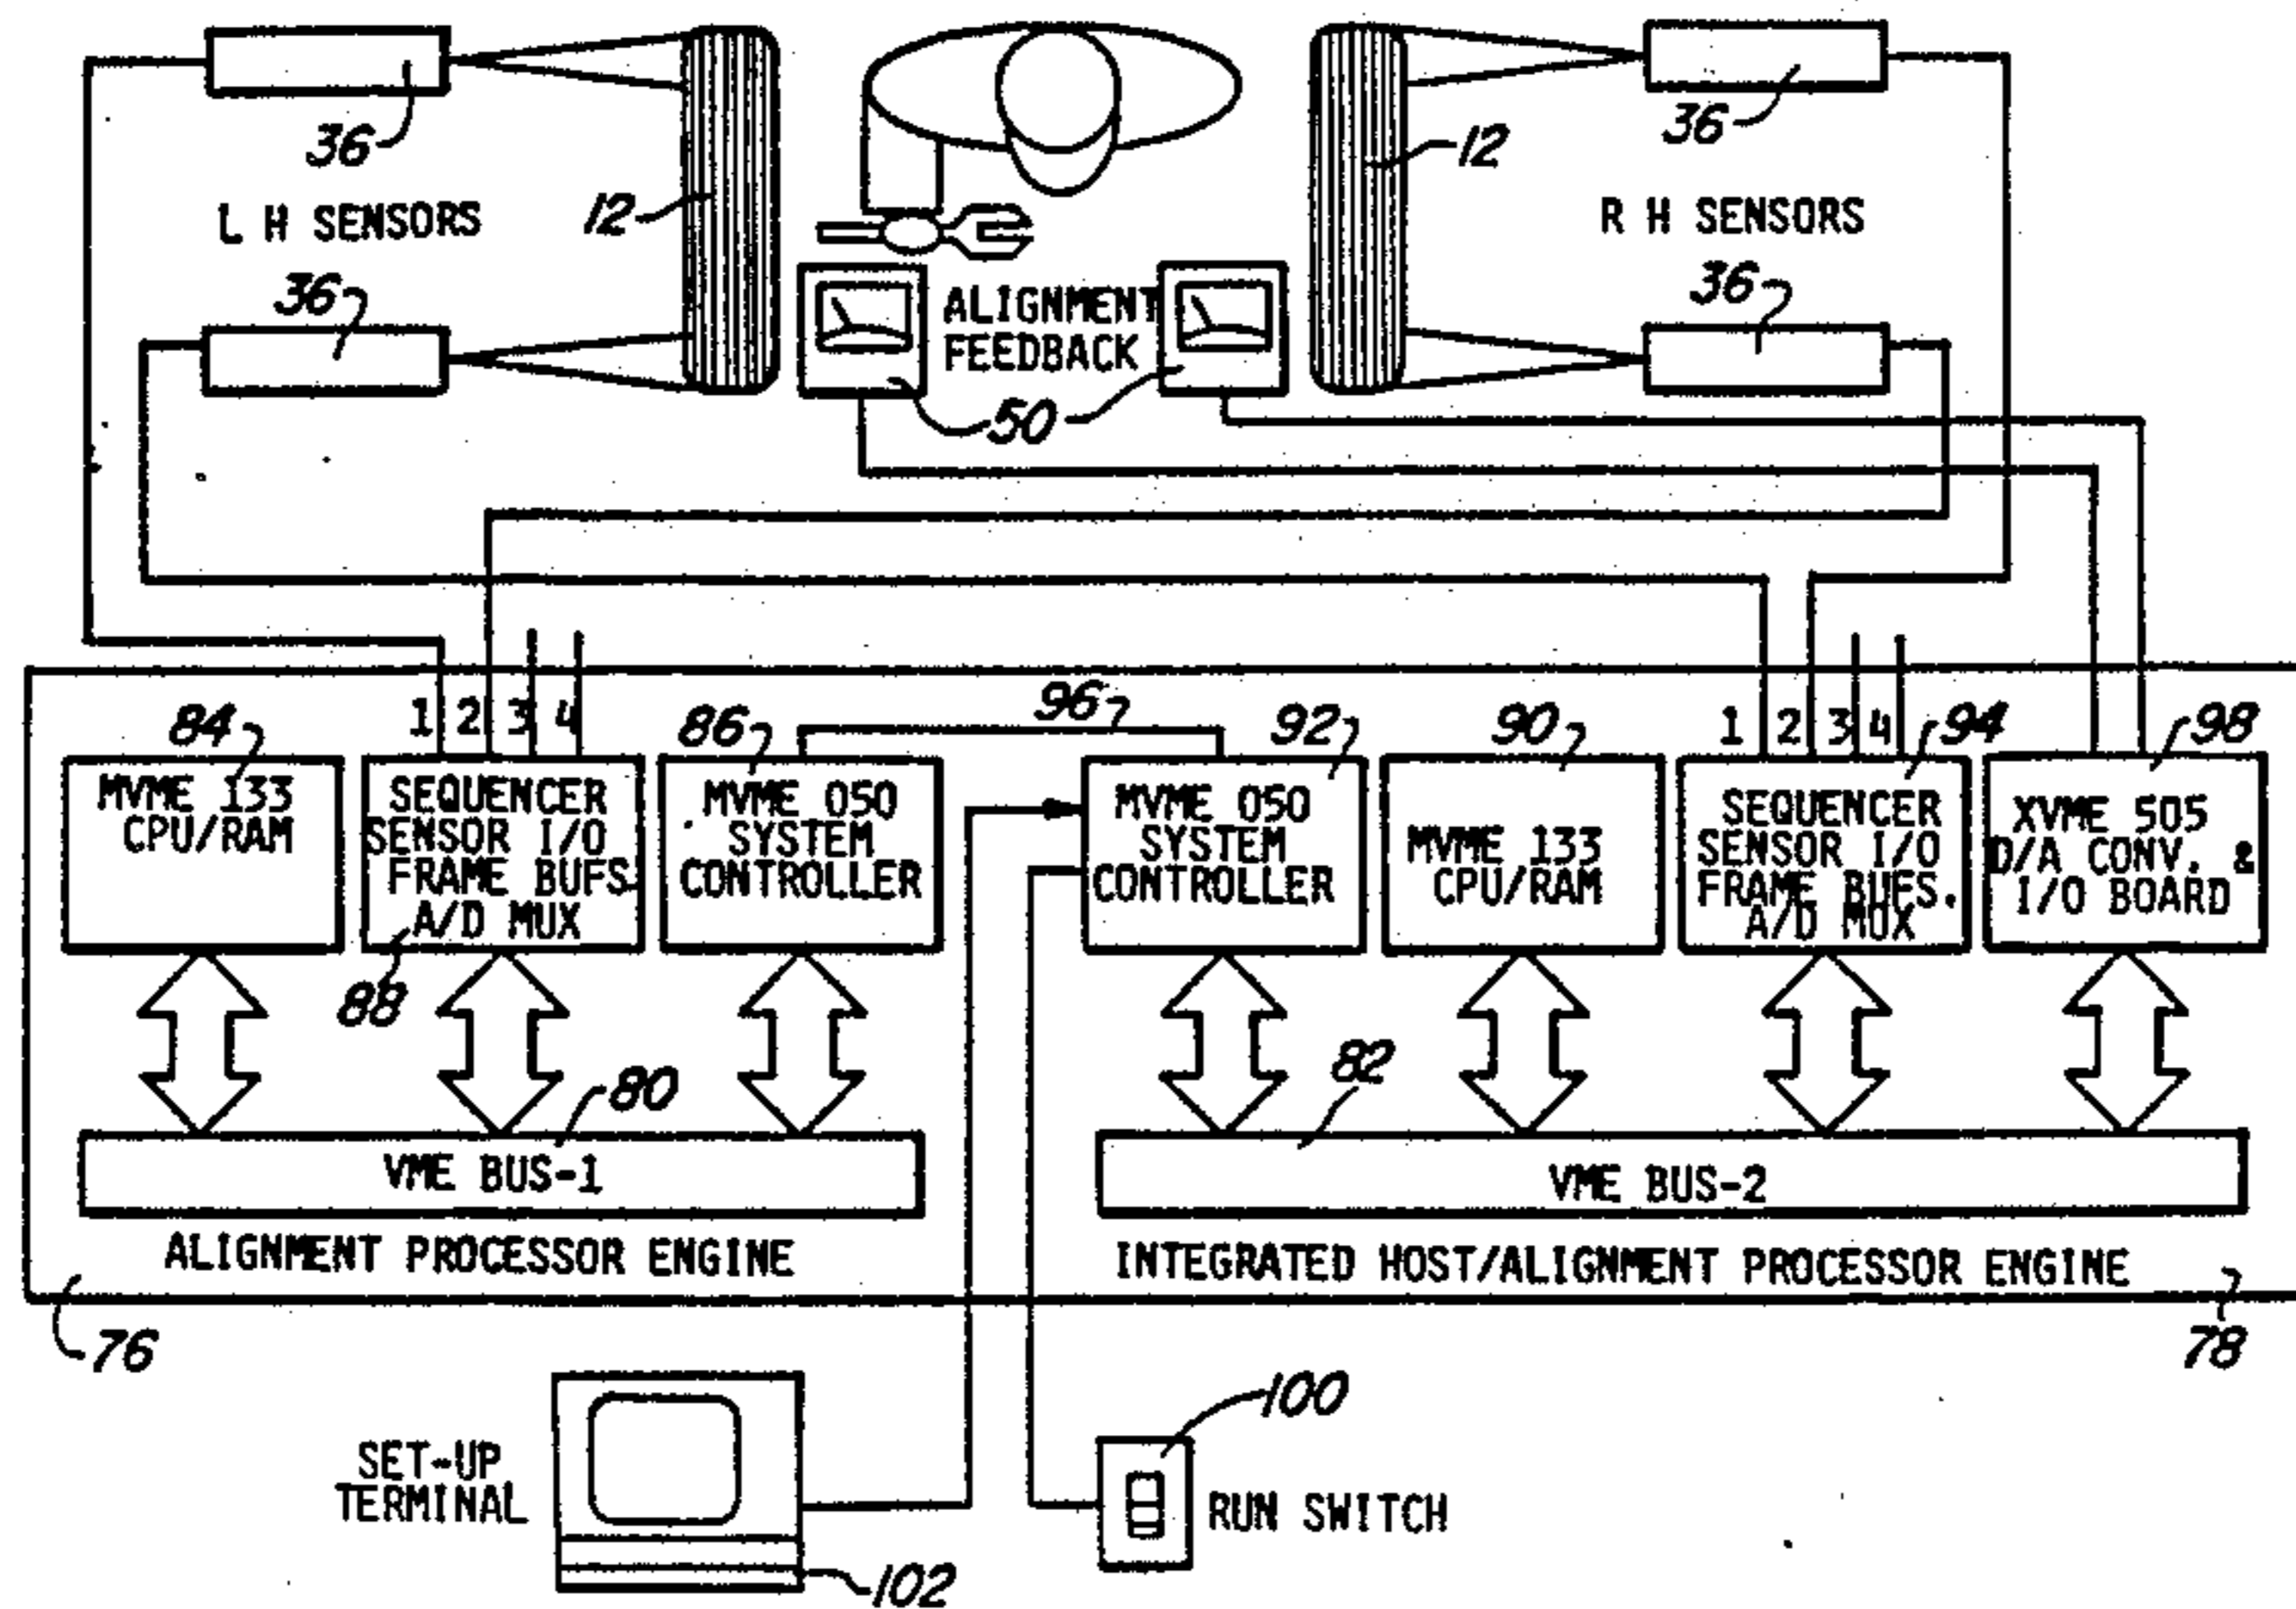 36
36
12
12
L H SENSORS
R H SENSORS
36
36
ALIGNMENT
FEEDBACK
50
84
1 2 3 4
86
96
92
90
1 2 3 4
94
98
MVME 133
CPU/RAM
SEQUENCER
SENSOR I/O
FRAME BUFS
A/D MUX
88
MVME 050
SYSTEM
CONTROLLER
MVME 050
SYSTEM
CONTROLLER
MVME 133
CPU/RAM
SEQUENCER
SENSOR I/O
FRAME BUFS.
A/D MUX
XVME 505
D/A CONV. &
I/O BOARD
80
82
VME BUS-1
VME BUS-2
ALIGNMENT PROCESSOR ENGINE
INTEGRATED HOST/ALIGNMENT PROCESSOR ENGINE
76
78
SET-UP
TERMINAL
102
100
RUN SWITCH